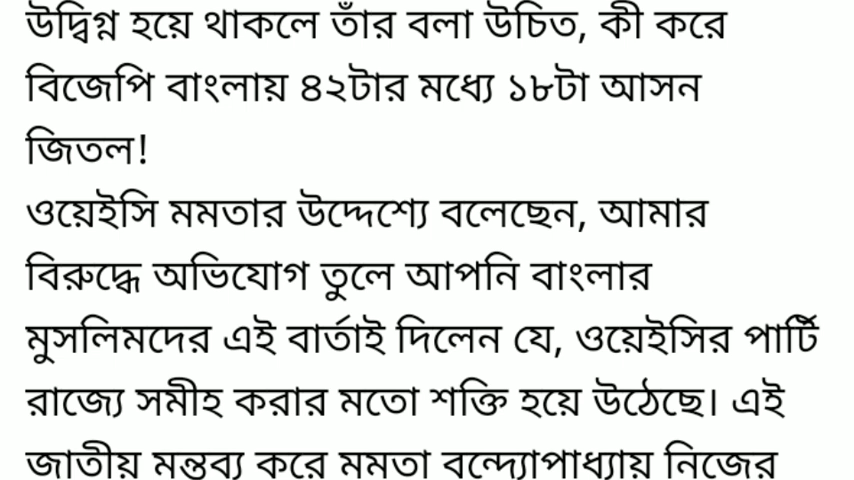 উদ্বিগ্ন হয়ে থাকলে তাঁর বলা উচিত, কী করে
বিজেপি বাংলায় ৪২টার মধ্যে ১৮টা আসন
জিতল!
ওয়েইসি মমতার উদ্দেশ্যে বলেছেন, আমার
বিরুদ্ধে অভিযোগ তুলে আপনি বাংলার
মুসলিমদের এই বার্তাই দিলেন যে, ওয়েইসির পার্টি
রাজ্যে সমীহ করার মতো শক্তি হয়ে উঠেছে। এই
জাতীয় মন্তব্য করে মমতা বন্দ্যোপাধ্যায় নিজের